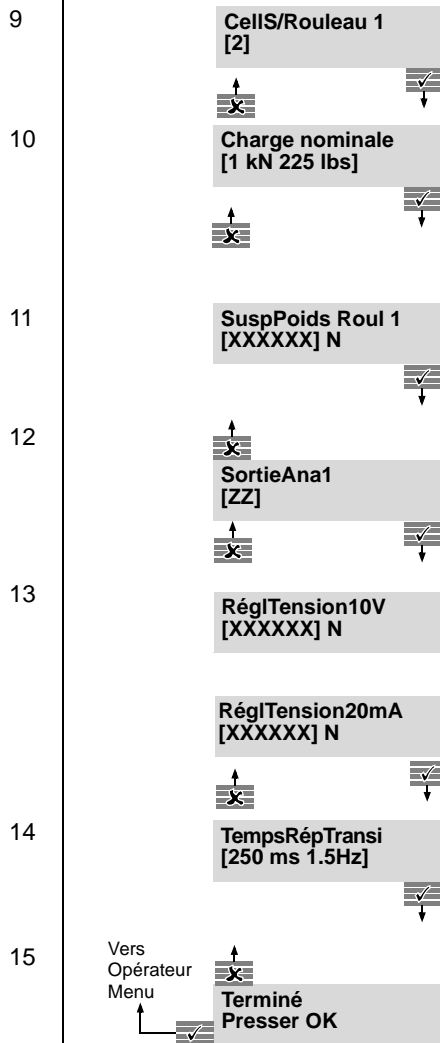 9
CellS/Rouleau 1
[2]
10
Charge nominale
[1 kN 225 lbs]
11
SuspPoids Roul 1
[XXXXXX] N
12
SortieAna1
[ZZ]
13
RéglTension10V
[XXXXXX] N
RéglTension20mA
[XXXXXX] N
14
TempsRépTransi
[250 ms 1.5Hz]
15
Vers
Opérateur
Menu
Terminé
Presser OK